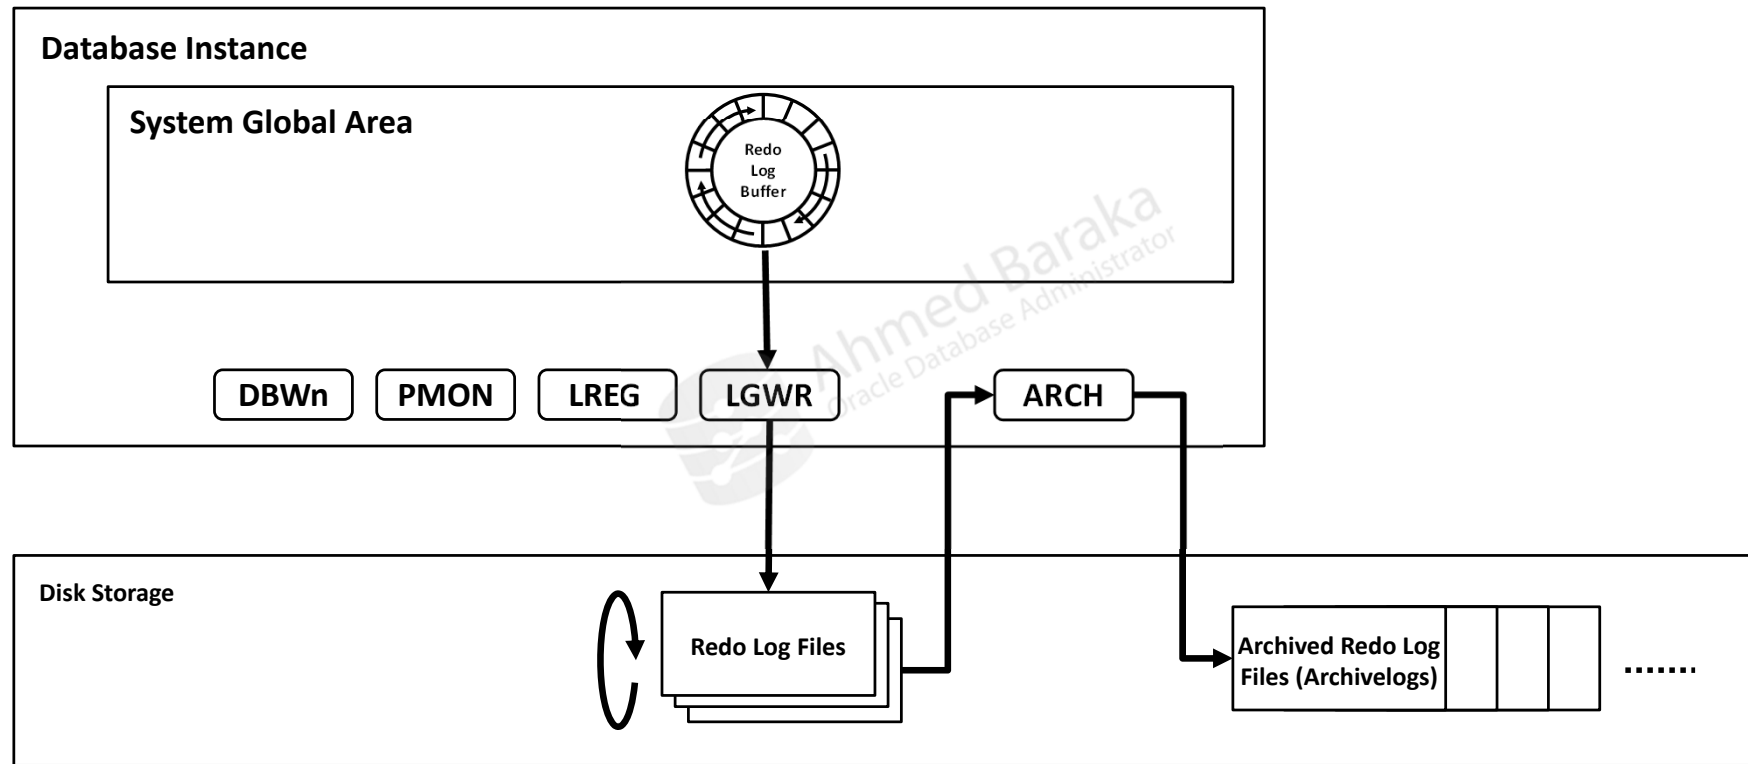 Database Instance
System Global Area
Redo
Log
Buffer
Ahmed Baraka
Oracle Database Administrator
DBWn
PMON
LREG
LGWR
ARCH
Disk Storage
Redo Log Files
Archived Redo Log
Files (Archivelogs)
.......